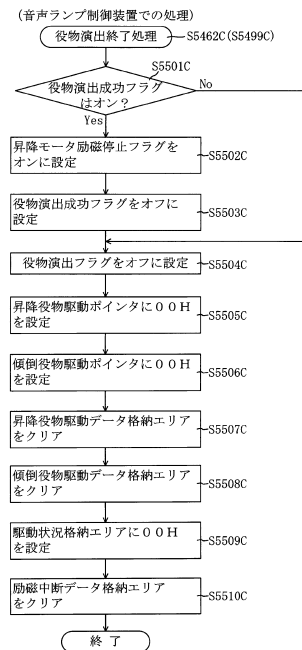 (音声ランプ制御装置での処理)
役物演出終了処理
S5462C(S5499C)
S5501C
役物演出成功フラグ
はオン?
No
Yes
昇降モータ励磁停止フラグを
オンに設定
S5502C
役物演出成功フラグをオフに
設定
S5503C
役物演出フラグをオフに設定
S5504C
昇降役物駆動ポインタに00H
を設定
S5505C
傾倒役物駆動ポインタに00H
を設定
S5506C
昇降役物駆動データ格納エリア
をクリア
S5507C
傾倒役物駆動データ格納エリア
をクリア
S5508C
駆動状況格納エリアに00H
を設定
S5509C
励磁中断データ格納エリア
をクリア
S5510C
終了